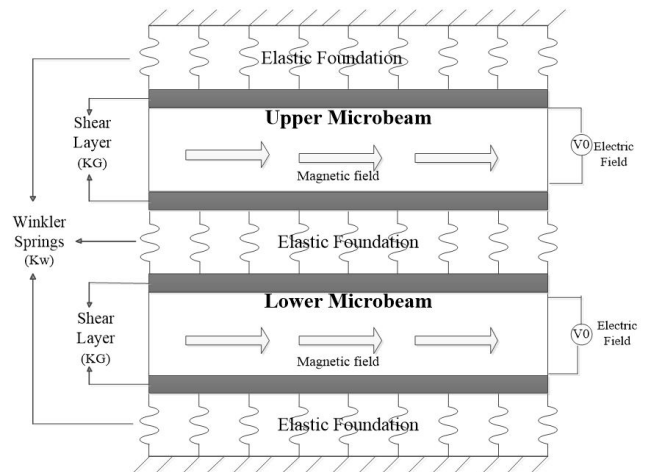 Elastic Foundation
Upper Microbeam
Magnetic field
Shear
Layer
(KG)
V0
Electric
Field
Winkler
Springs
(Kw)
Elastic Foundation
Lower Microbeam
Magnetic field
Shear
Layer
(KG)
V0
Electric
Field
Elastic Foundation